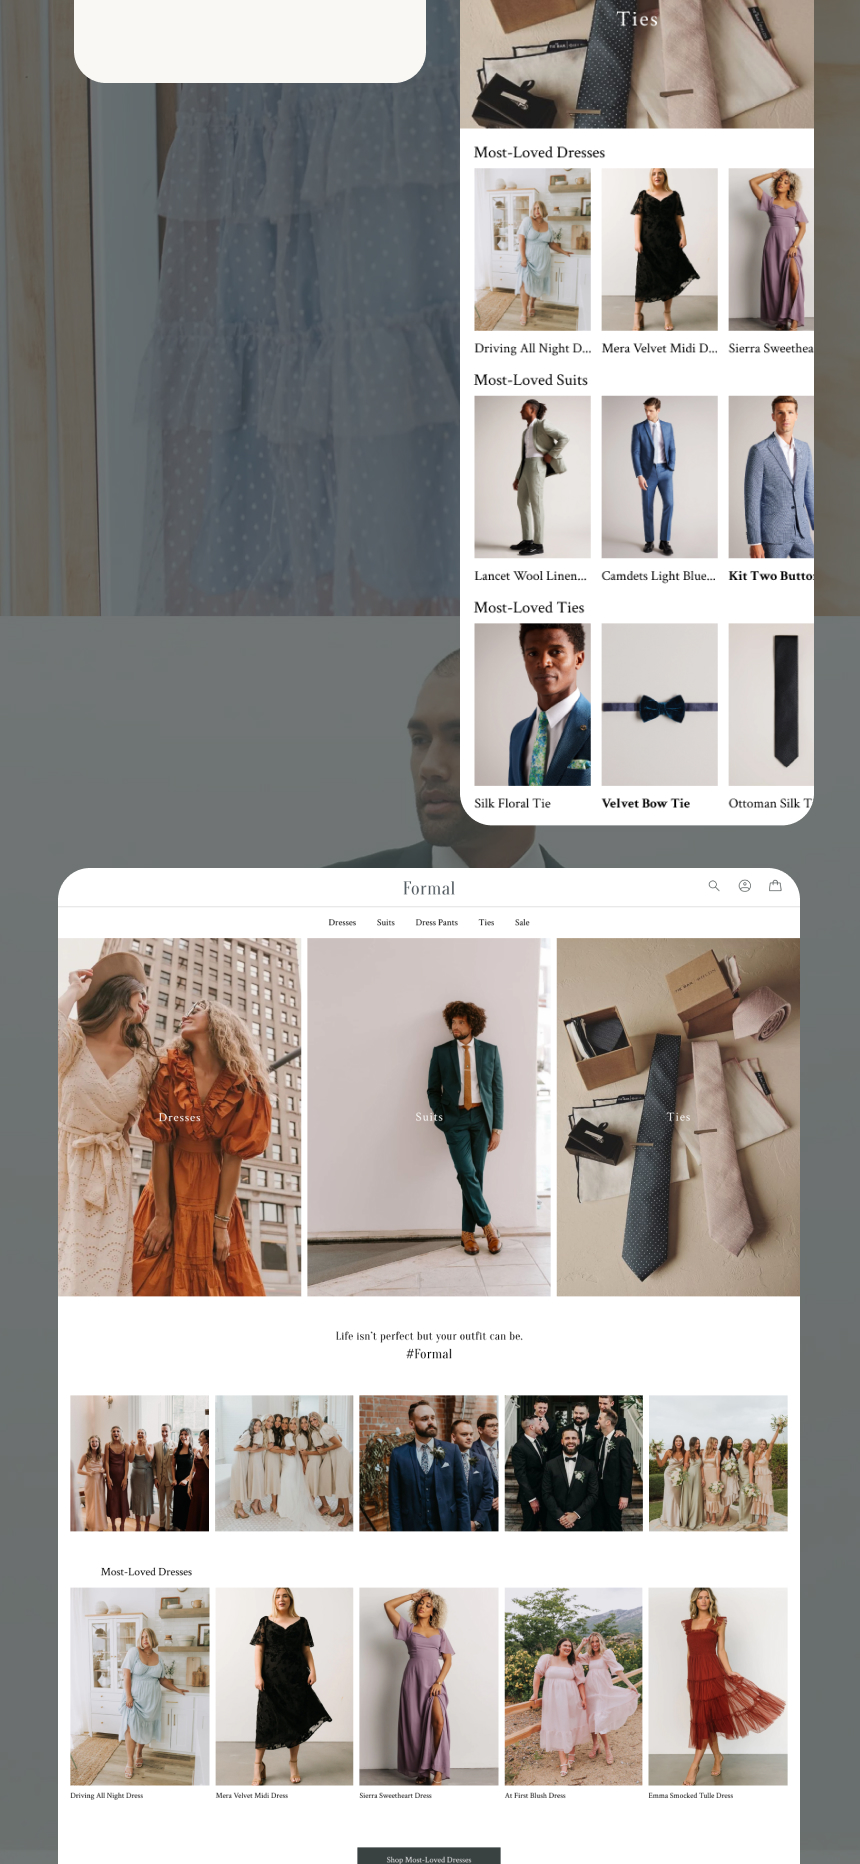 Ties
Most-Loved Dresses
Driving All Night D...
Mera Velvet Midi D...
Sierra Sweethea
Most-Loved Suits
Lancet Wool Linen...
Camdets Light Blue...
Kit Two Butto
Most-Loved Ties
Silk Floral Tie
Velvet Bow Tie
Ottoman Silk T
Formal
Dresses Suits Dress Pants Ties Sale
Dresses
Suits
Ties
Life isn't perfect but your outfit can be.
#Formal
Most-Loved Dresses
Driving All Night Dress
Mera Velvet Midi Dress
Sierra Sweetheart Dress
At First Blush Dress
Emma Smocked Tulle Dress
Shop Most-Loved Dresses